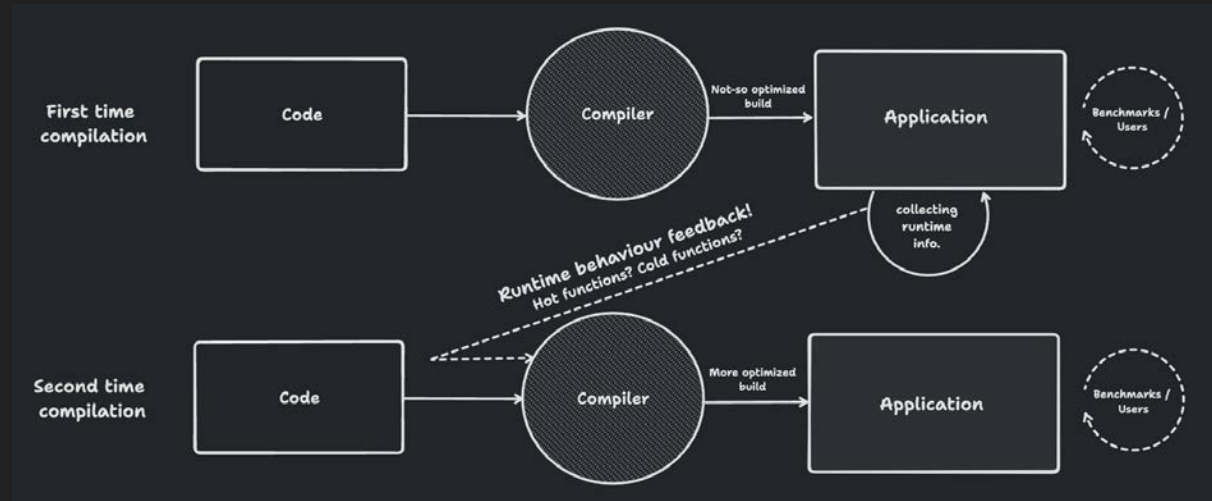 First time
compilation
Code
Compiler
Not-so optimized
build
Application
Benchmarks /
Users
collecting
runtime
info.
Runtime behaviour feedback!
Hot functions? Cold functions?
Second time
compilation
Code
Compiler
More optimized
build
Application
Benchmarks /
Users